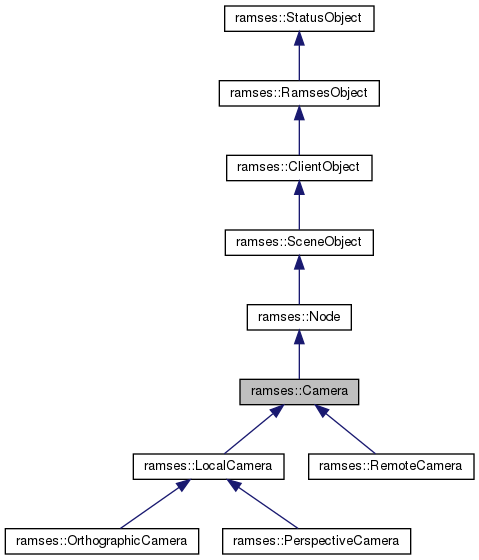 ramses::StatusObject
ramses::RamsesObject
ramses::ClientObject
ramses::SceneObject
ramses::Node
ramses::Camera
ramses::LocalCamera
ramses::RemoteCamera
ramses::OrthographicCamera
ramses::PerspectiveCamera